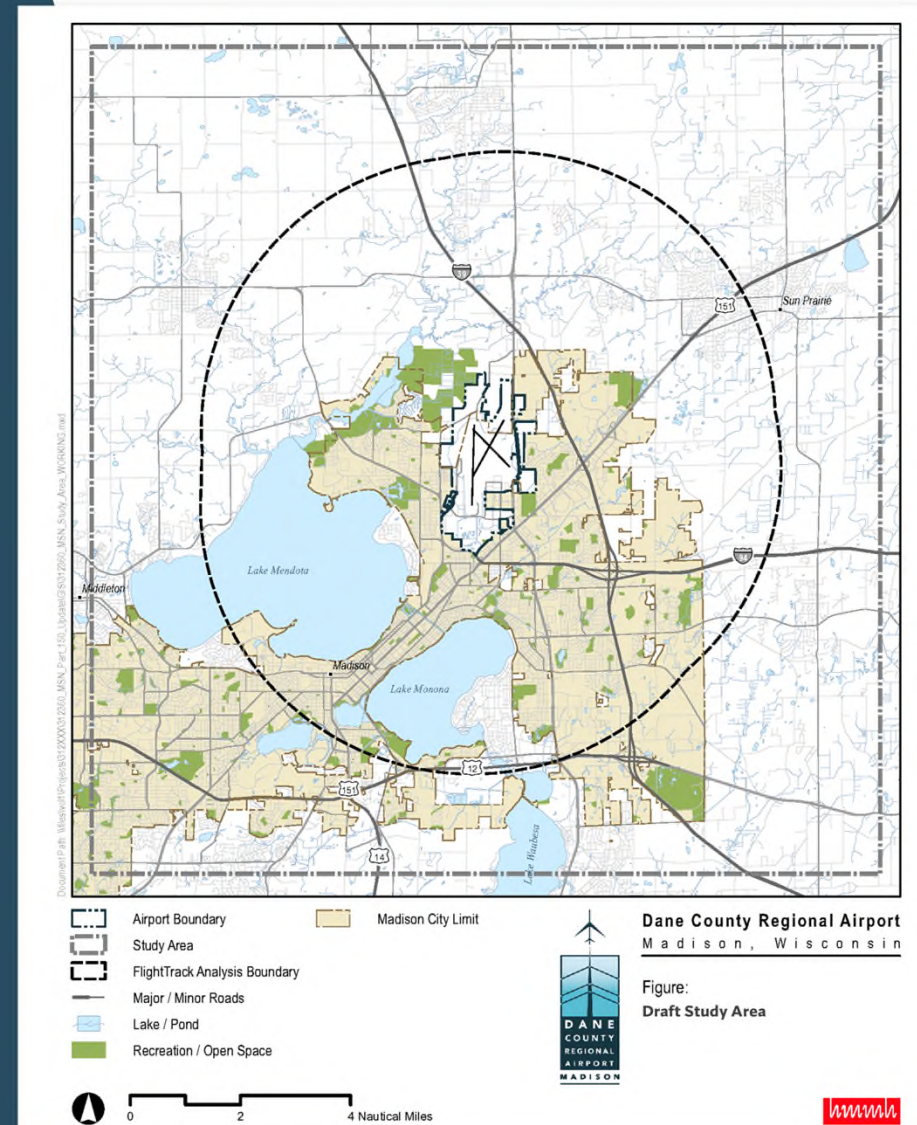 151
Sun Prairie
Lake Mendota
Middleton
Madison
Lake Monona
12
151
14
Lake Waubesa
Airport Boundary
Study Area
FlightTrack Analysis Boundary
Major / Minor Roads
Lake / Pond
Recreation / Open Space
Madison City Limit
0 2 4 Nautical Miles
DANE
COUNTY
REGIONAL
AIRPORT
MADISON
Dane County Regional Airport
Madison, Wisconsin
Figure:
Draft Study Area
hmmh